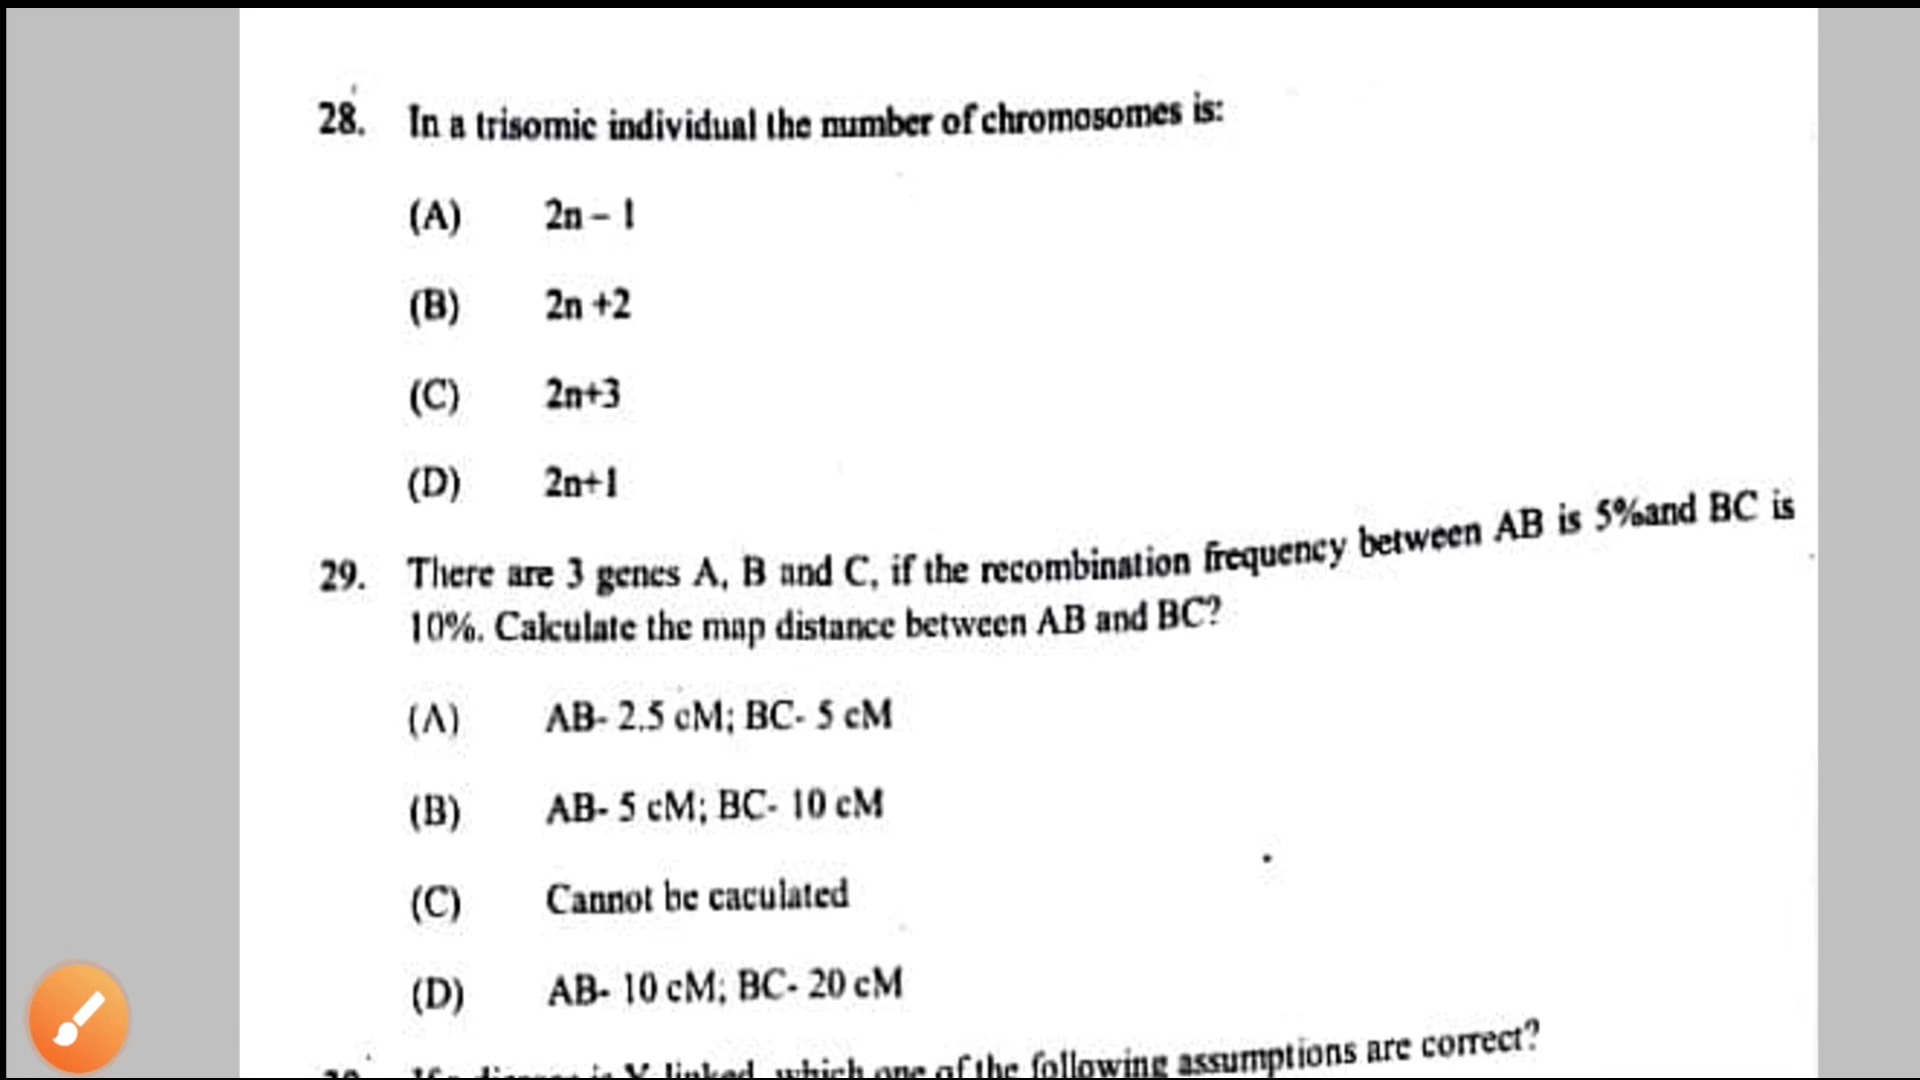 28. In a trisomic individual the number of chromosomes is:
(A) 2n – 1
(B) 2n +2
(C) 2n+3
(D) 2n+1
29. There are 3 genes A, B and C, if the recombination frequency between AB is 5%and BC is
10%. Calculate the map distance between AB and BC?
(A) AB- 2.5 cM; BC- 5 cM
(B) AB- 5 cM; BC- 10 cM
(C) Cannot be caculated
(D) AB- 10 cM; BC- 20 cM
linked, which one of the following assumptions are correct?